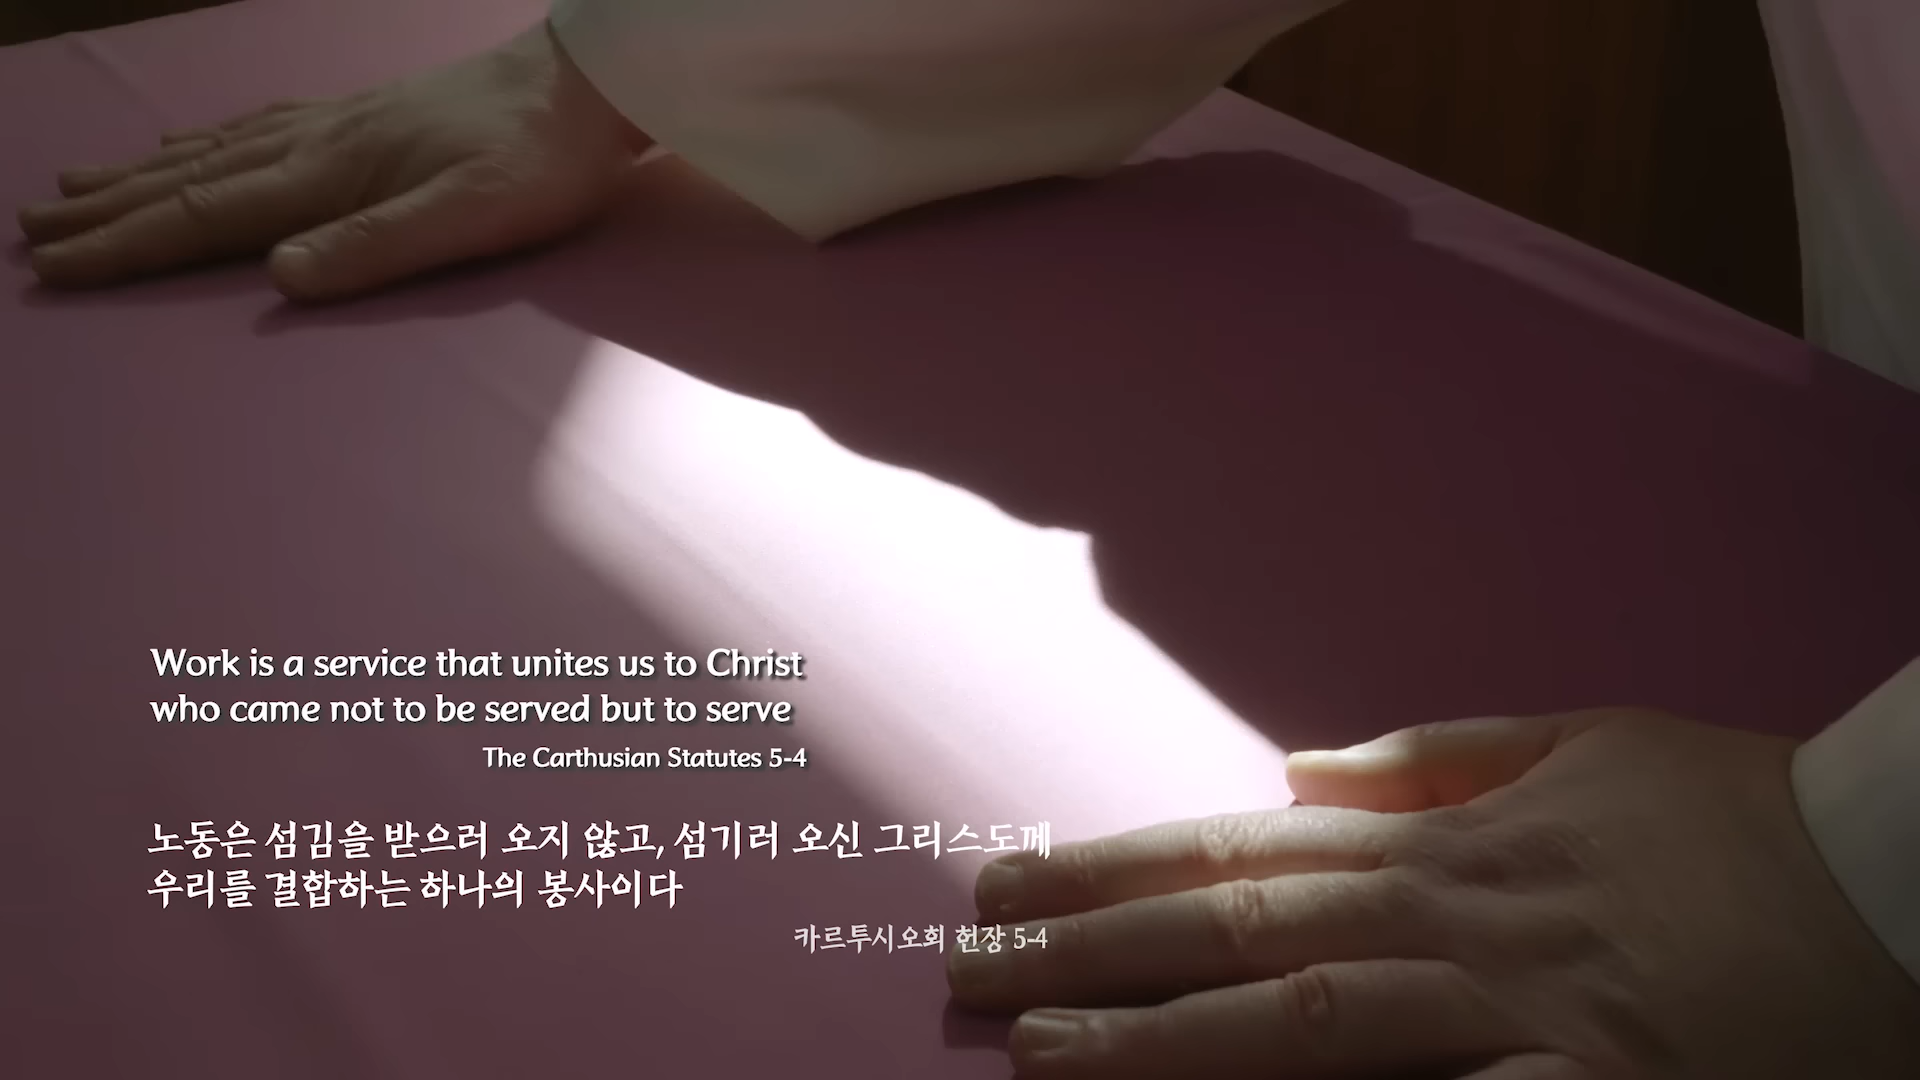 Work is a service that unites us to Christ
who came not to be served but to serve
The Carthusian Statutes 5-4
노동은 섬김을 받으러 오지 않고, 섬기러 오신 그리스도께
우리를 결합하는 하나의 봉사이다
카르투시오회 헌장 5-4